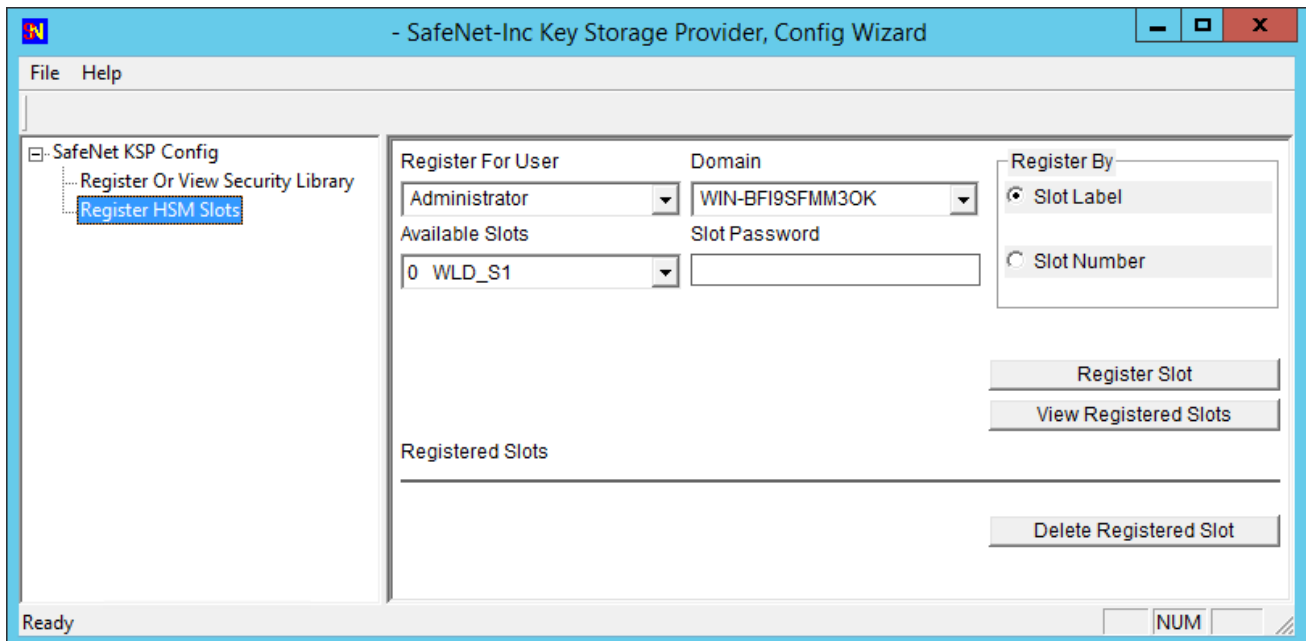 - SafeNet-Inc Key Storage Provider, Config Wizard
File Help
SafeNet KSP Config
Register Or View Security Library
Register HSM Slots
Register For User
Domain
Register By
Administrator
WIN-BFI9SFMM3OK
Slot Label
Available Slots
Slot Password
0 WLD_S1
Slot Number
Register Slot
View Registered Slots
Registered Slots
Delete Registered Slot
Ready
NUM